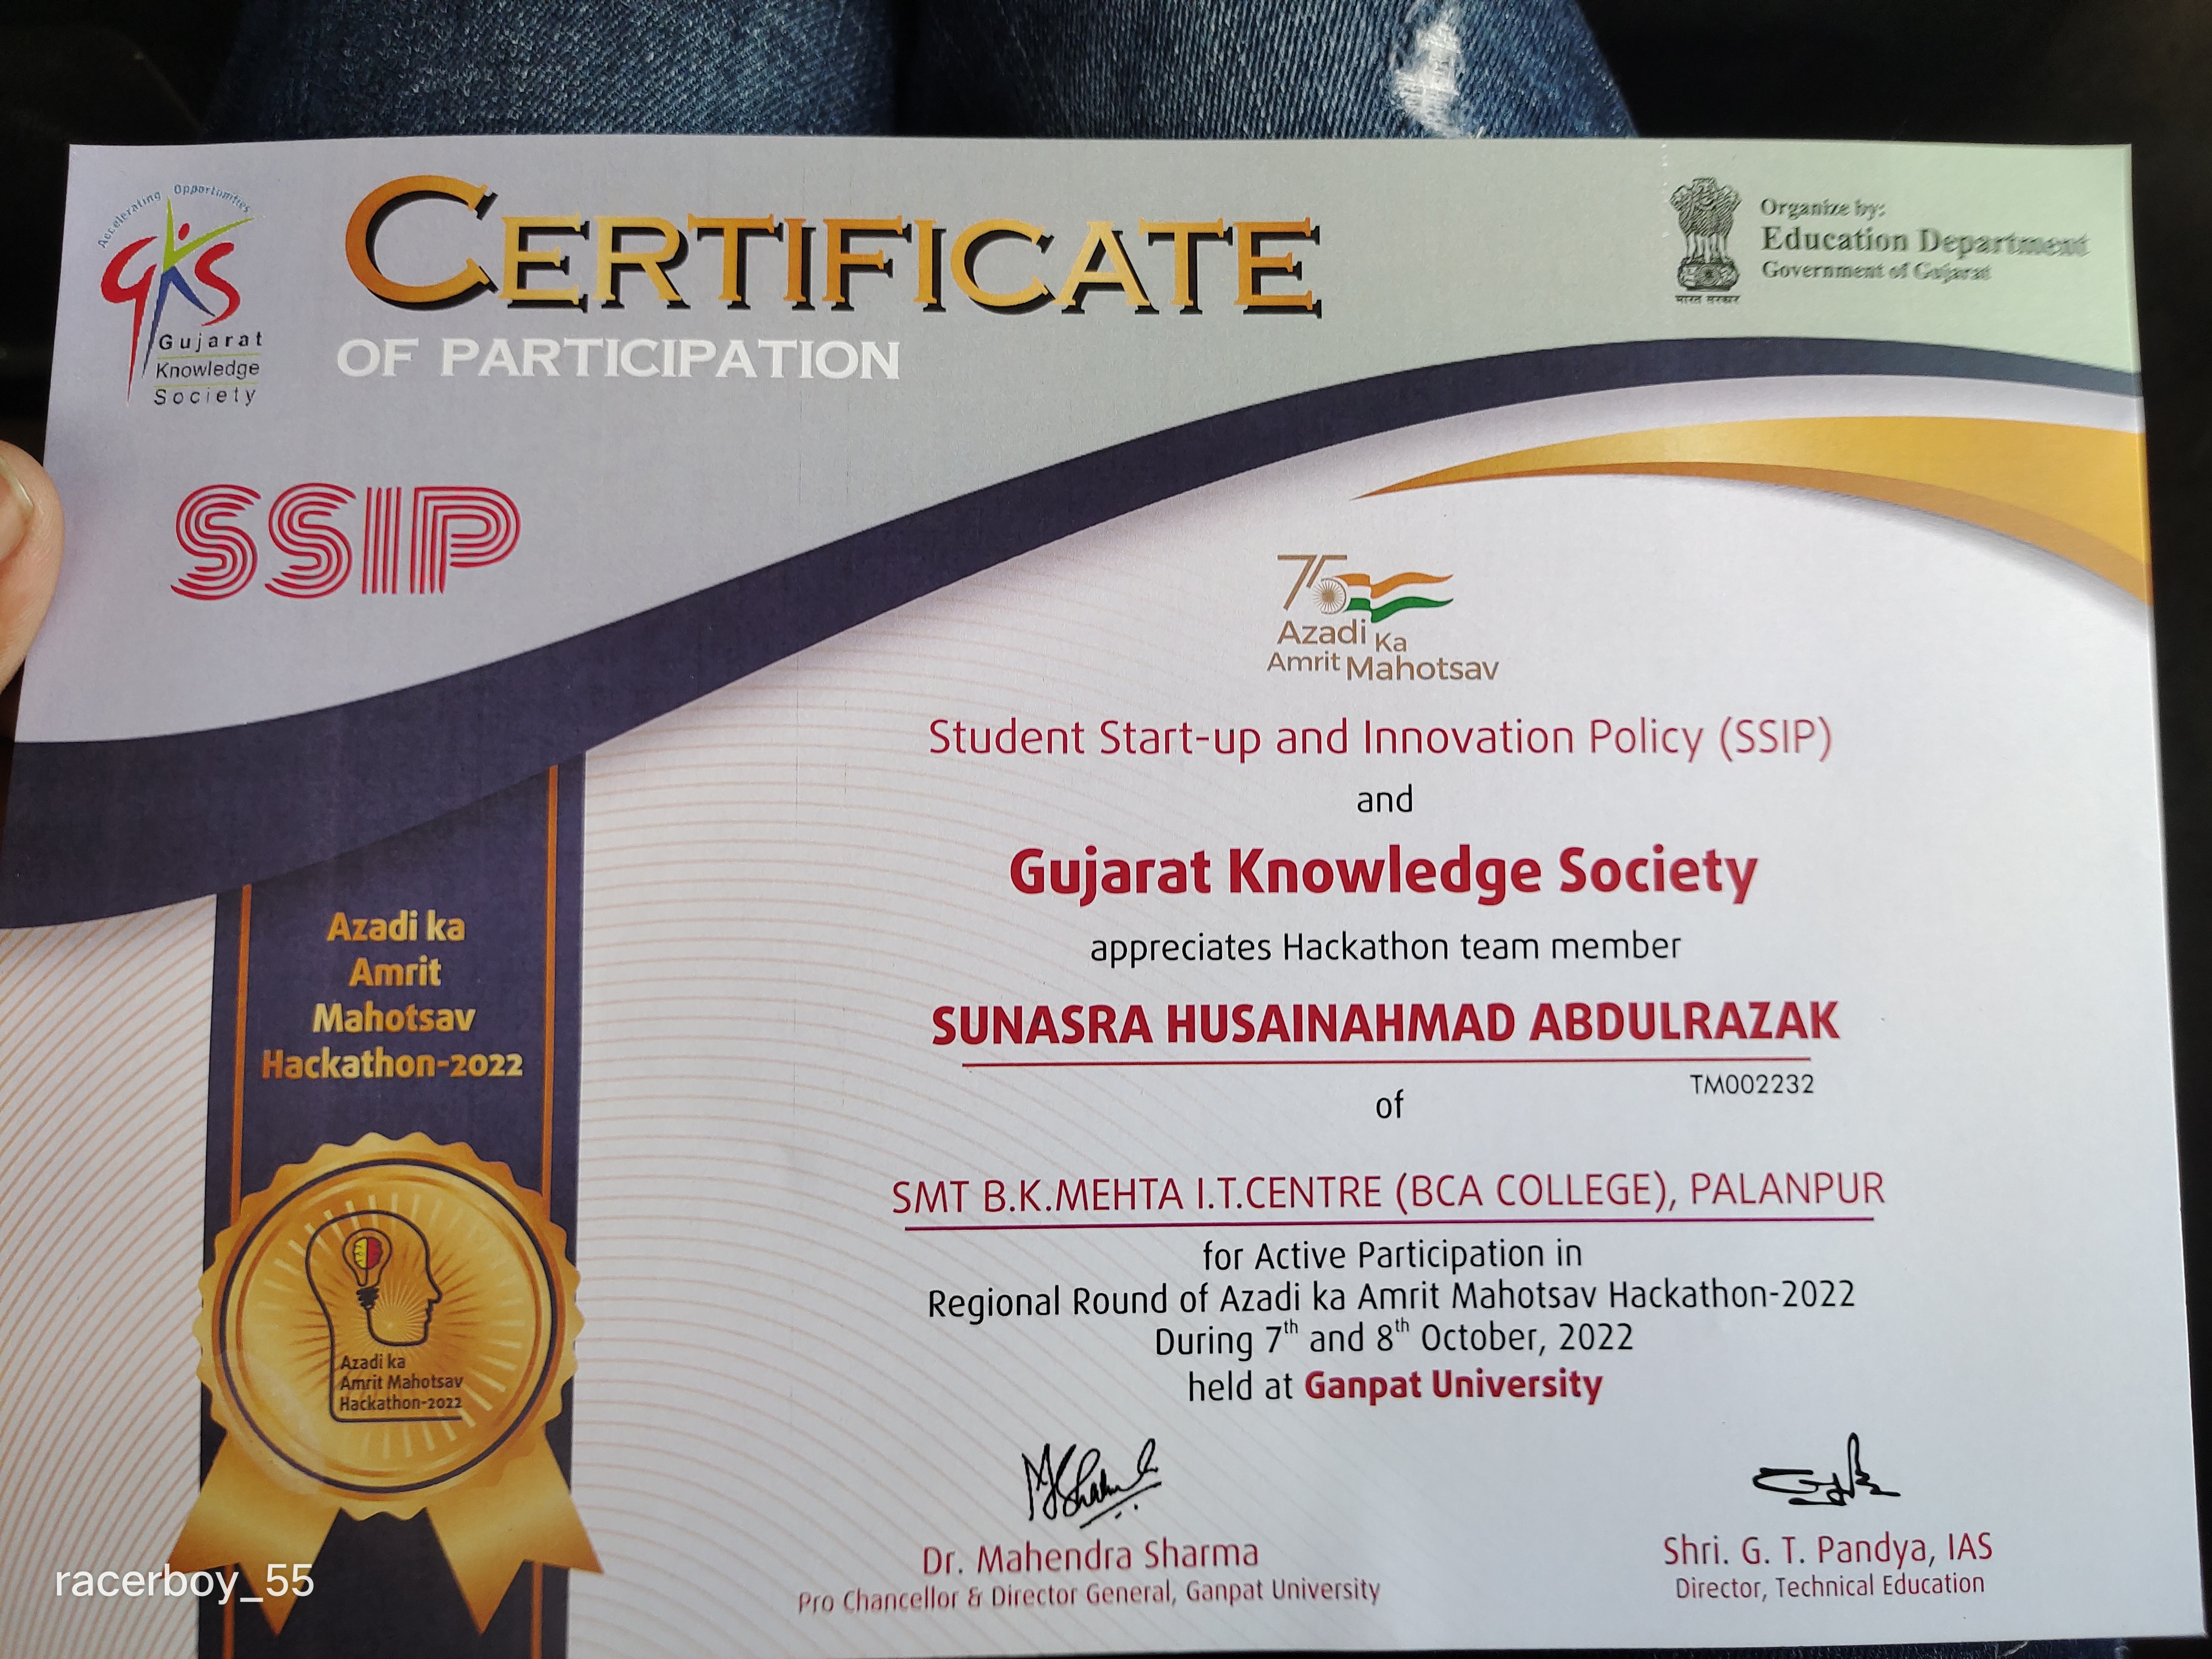 Accelerating Opportunities
GKS
Gujarat
Knowledge
Society
CERTIFICATE
OF PARTICIPATION
भारत सरकार
Organize by:
Education Department
Government of Gujarat
SSIP
75
Azadi Ka
Amrit Mahotsav
Student Start-up and Innovation Policy (SSIP)
and
Gujarat Knowledge Society
appreciates Hackathon team member
SUNASRA HUSAINAHMAD ABDULRAZAK
TM002232
of
SMT B.K.MEHTA I.T.CENTRE (BCA COLLEGE), PALANPUR
for Active Participation in
Regional Round of Azadi ka Amrit Mahotsav Hackathon-2022
During 7th and 8th October, 2022
held at Ganpat University
Azadi ka
Amrit
Mahotsav
Hackathon-2022
Azadi ka
Amrit Mahotsav
Hackathon-2022
Dr. Mahendra Sharma
Pro Chancellor & Director General, Ganpat University
Shri. G. T. Pandya, IAS
Director, Technical Education
racerboy_55